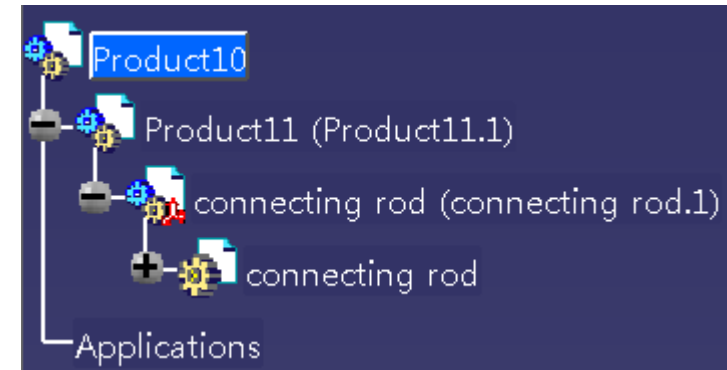 Product10
Product11 (Product11.1)
connecting rod (connecting rod.1)
connecting rod
Applications